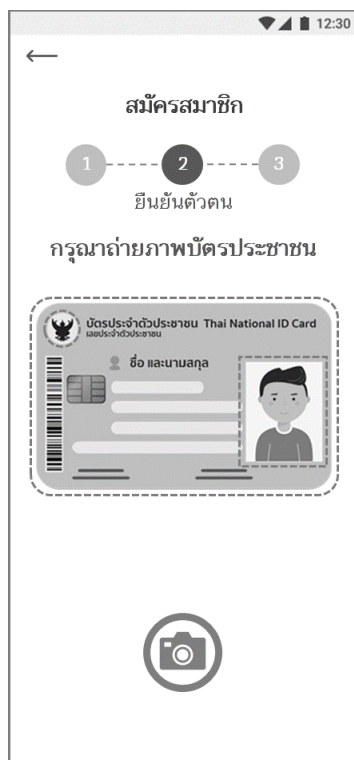 12:30
สมัครสมาชิก
1 2 3
ยืนยันตัวตน
กรุณาถ่ายภาพบัตรประชาชน
บัตรประจำตัวประชาชน Thai National ID Card
เลขประจำตัวประชาชน
ชื่อ และนามสกุล